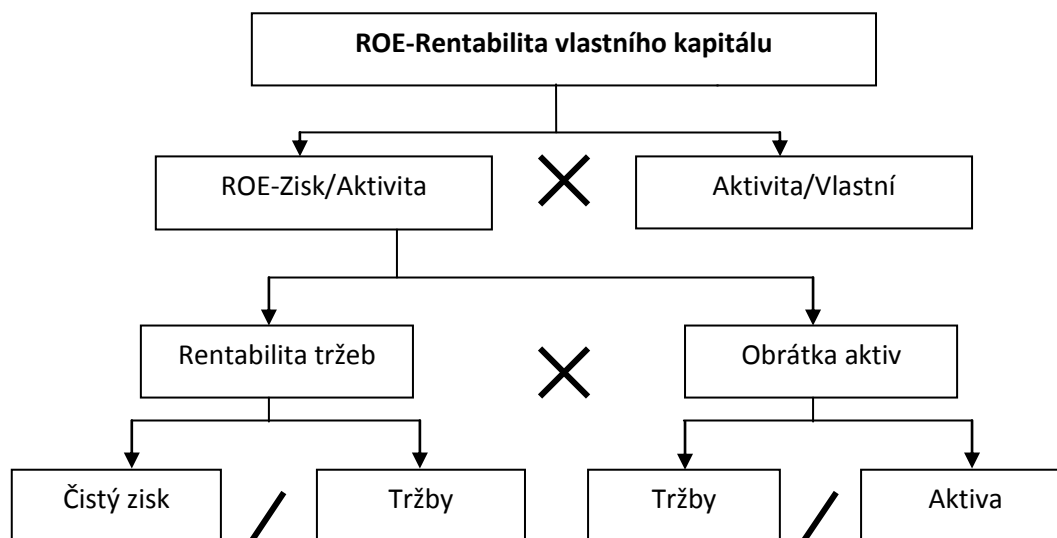 ROE-Rentabilita vlastního kapitálu
ROE-Zisk/Aktivita
Aktivita/Vlastní
Rentabilita tržeb
Obrátka aktiv
Čistý zisk
Tržby
Tržby
Aktiva